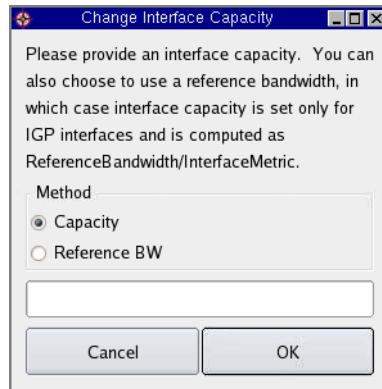 Change Interface Capacity
Please provide an interface capacity.  You can
also choose to use a reference bandwidth, in
which case interface capacity is set only for
IGP interfaces and is computed as
ReferenceBandwidth/InterfaceMetric.
Method
Capacity
Reference BW
Cancel
OK